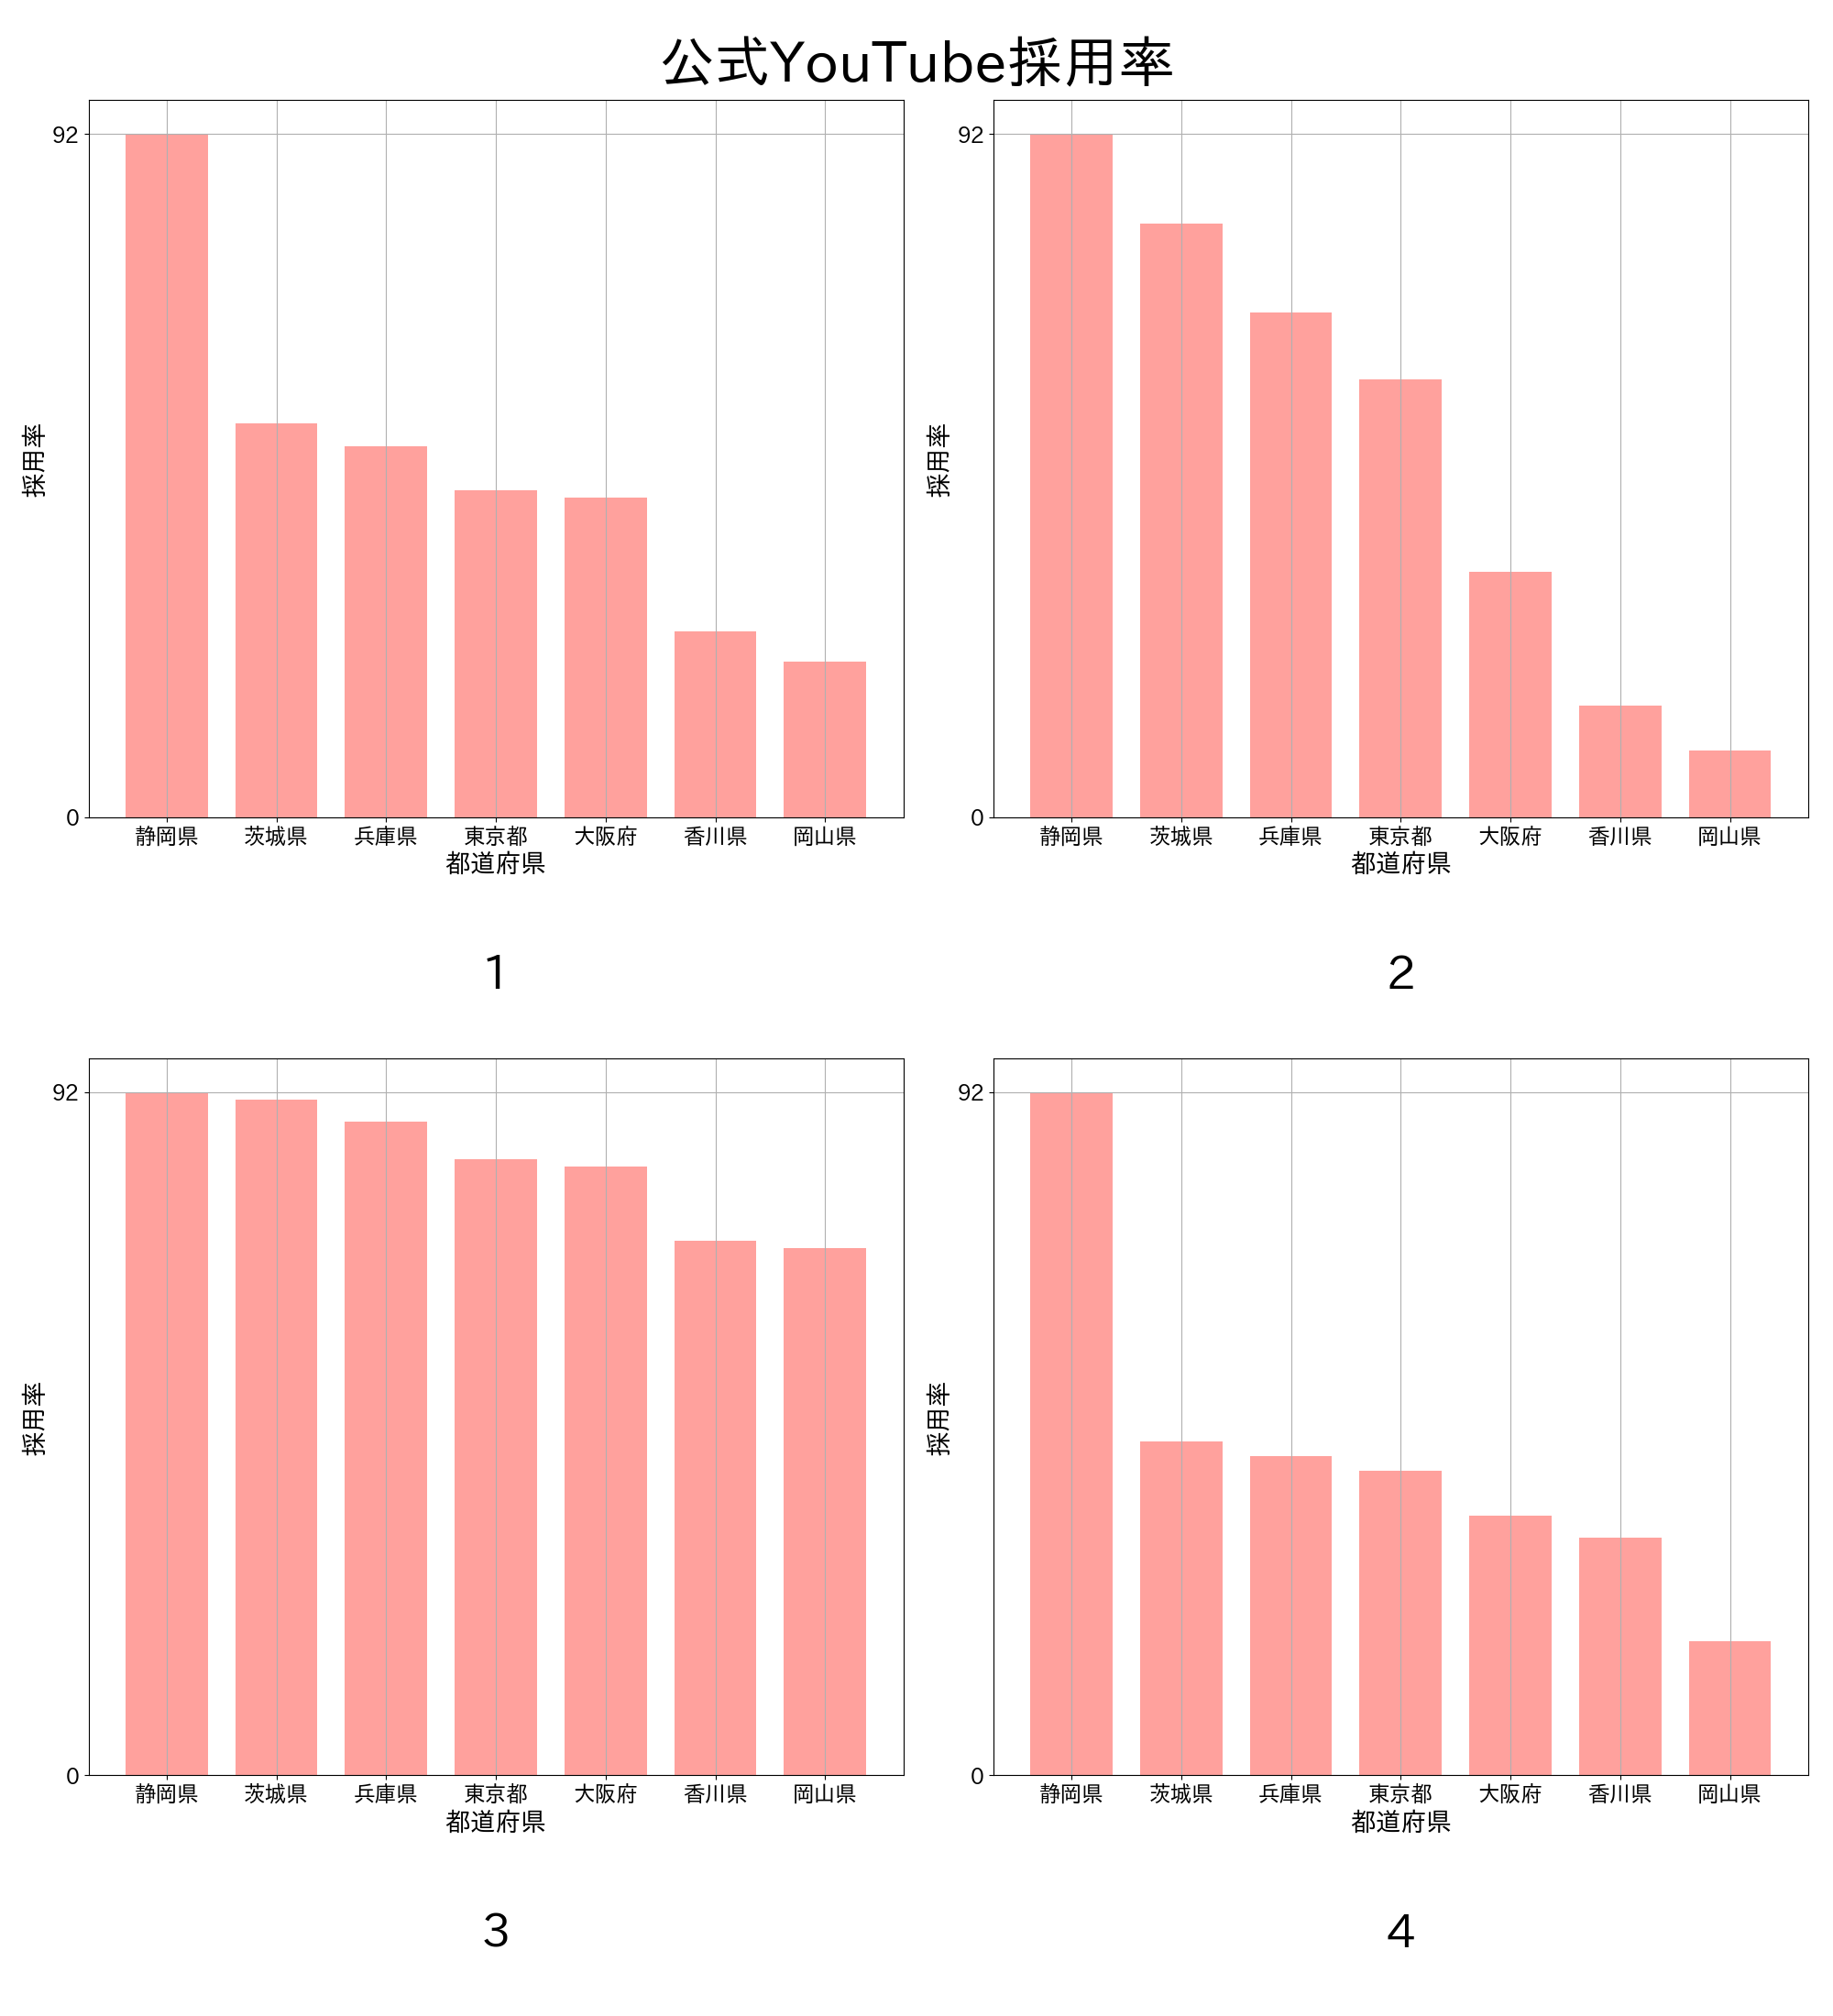 公式YouTube採用率
92
0
採用率
静岡県 茨城県 兵庫県 東京都 大阪府 香川県 岡山県
都道府県
1
92
0
採用率
静岡県 茨城県 兵庫県 東京都 大阪府 香川県 岡山県
都道府県
2
92
0
採用率
静岡県 茨城県 兵庫県 東京都 大阪府 香川県 岡山県
都道府県
3
92
0
採用率
静岡県 茨城県 兵庫県 東京都 大阪府 香川県 岡山県
都道府県
4